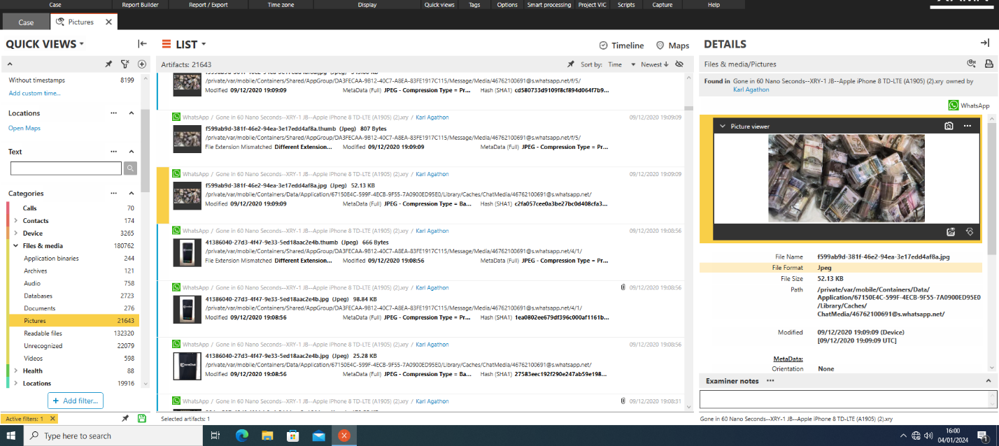 Case Report Builder Report / Export Time zone Display Quick views Tags Options Smart processing Project VIC Scripts Capture Help
Case Pictures
QUICK VIEWS
Without timestamps 8199
Add custom time...
Locations
Open Maps
Text
Categories
Calls 70
Contacts 174
Device 3265
Files & media 180762
Application binaries 244
Archives 121
Audio 758
Databases 2723
Documents 276
Pictures 21643
Readable files 132320
Unrecognized 22079
Videos 598
Health 88
Locations 19916
+ Add filter...
Active filters: 1
LIST
Timeline Maps
Artifacts: 21643 Sort by: Time Newest
/private/var/mobile/Containers/Shared/AppGroup/DA3FECAA-9B12-40C7-A8EA-83FE1917C115/Message/Media/46762100691@s.whatsapp.net/f/5/
Modified 09/12/2020 19:09:09 MetaData (Full) JPEG - Compression Type = Pr... Hash (SHA1) cd580733d9109f8cf894d064f7b9...
WhatsApp / Gone in 60 Nano Seconds--XRY-1 JB--Apple iPhone 8 TD-LTE (A1905) (2).xry / Karl Agathon 09/12/2020 19:09:09
f599ab9d-381f-46e2-94ea-3e17edd4af8a.thumb (Jpeg) 807 Bytes
/private/var/mobile/Containers/Shared/AppGroup/DA3FECAA-9B12-40C7-A8EA-83FE1917C115/Message/Media/46762100691@s.whatsapp.net/f/5/
File Extension Mismatched Different Extension... Modified 09/12/2020 19:09:09 MetaData (Full) JPEG - Compression Type = Pr...
WhatsApp / Gone in 60 Nano Seconds--XRY-1 JB--Apple iPhone 8 TD-LTE (A1905) (2).xry / Karl Agathon 09/12/2020 19:09:09
f599ab9d-381f-46e2-94ea-3e17edd4af8a.jpg (Jpeg) 52.13 KB
/private/var/mobile/Containers/Data/Application/67150E4C-599F-4ECB-9F55-7A0900ED95E0/Library/Caches/ChatMedia/46762100691@s.whatsapp.net/
Modified 09/12/2020 19:09:09 MetaData (Full) JPEG - Compression Type = Ba... Hash (SHA1) c2fa057cee0a3be27bc0d408cfa3...
WhatsApp / Gone in 60 Nano Seconds--XRY-1 JB--Apple iPhone 8 TD-LTE (A1905) (2).xry / Karl Agathon 09/12/2020 19:08:56
41386040-27d3-4f47-9e33-5ed18aac2e4b.thumb (Jpeg) 666 Bytes
/private/var/mobile/Containers/Shared/AppGroup/DA3FECAA-9B12-40C7-A8EA-83FE1917C115/Message/Media/46762100691@s.whatsapp.net/4/1/
File Extension Mismatched Different Extension... Modified 09/12/2020 19:08:56 MetaData (Full) JPEG - Compression Type = Pr...
WhatsApp / Gone in 60 Nano Seconds--XRY-1 JB--Apple iPhone 8 TD-LTE (A1905) (2).xry / Karl Agathon 09/12/2020 19:08:56
41386040-27d3-4f47-9e33-5ed18aac2e4b.jpg (Jpeg) 98.84 KB
/private/var/mobile/Containers/Shared/AppGroup/DA3FECAA-9B12-40C7-A8EA-83FE1917C115/Message/Media/46762100691@s.whatsapp.net/4/1/
Modified 09/12/2020 19:08:56 MetaData (Full) JPEG - Compression Type = Pr... Hash (SHA1) 1ea0802ee679df396c000af1161b...
WhatsApp / Gone in 60 Nano Seconds--XRY-1 JB--Apple iPhone 8 TD-LTE (A1905) (2).xry / Karl Agathon 09/12/2020 19:08:56
41386040-27d3-4f47-9e33-5ed18aac2e4b.jpg (Jpeg) 25.28 KB
/private/var/mobile/Containers/Data/Application/67150E4C-599F-4ECB-9F55-7A0900ED95E0/Library/Caches/ChatMedia/46762100691@s.whatsapp.net/
Modified 09/12/2020 19:08:56 MetaData (Full) JPEG - Compression Type = Ba... Hash (SHA1) 27583eec192f290e247ab59e198...
WhatsApp / Gone in 60 Nano Seconds--XRY-1 JB--Apple iPhone 8 TD-LTE (A1905) (2).xry / Karl Agathon 09/12/2020 19:08:31
Selected artifacts: 1
DETAILS
Files & media/Pictures
Found in Gone in 60 Nano Seconds--XRY-1 JB--Apple iPhone 8 TD-LTE (A1905) (2).xry owned by
Karl Agathon
WhatsApp
Picture viewer
File Name f599ab9d-381f-46e2-94ea-3e17edd4af8a.jpg
File Format Jpeg
File Size 52.13 KB
Path /private/var/mobile/Containers/Data/
Application/67150E4C-599F-4ECB-9F55-7A0900ED95E0
/Library/Caches/
ChatMedia/46762100691@s.whatsapp.net/
Modified 09/12/2020 19:09:09 (Device)
[09/12/2020 19:09:09 UTC]
MetaData:
Orientation None
Examiner notes
Gone in 60 Nano Seconds--XRY-1 JB--Apple iPhone 8 TD-LTE (A1905) (2).xry
Type here to search
16:00
04/01/2024
1